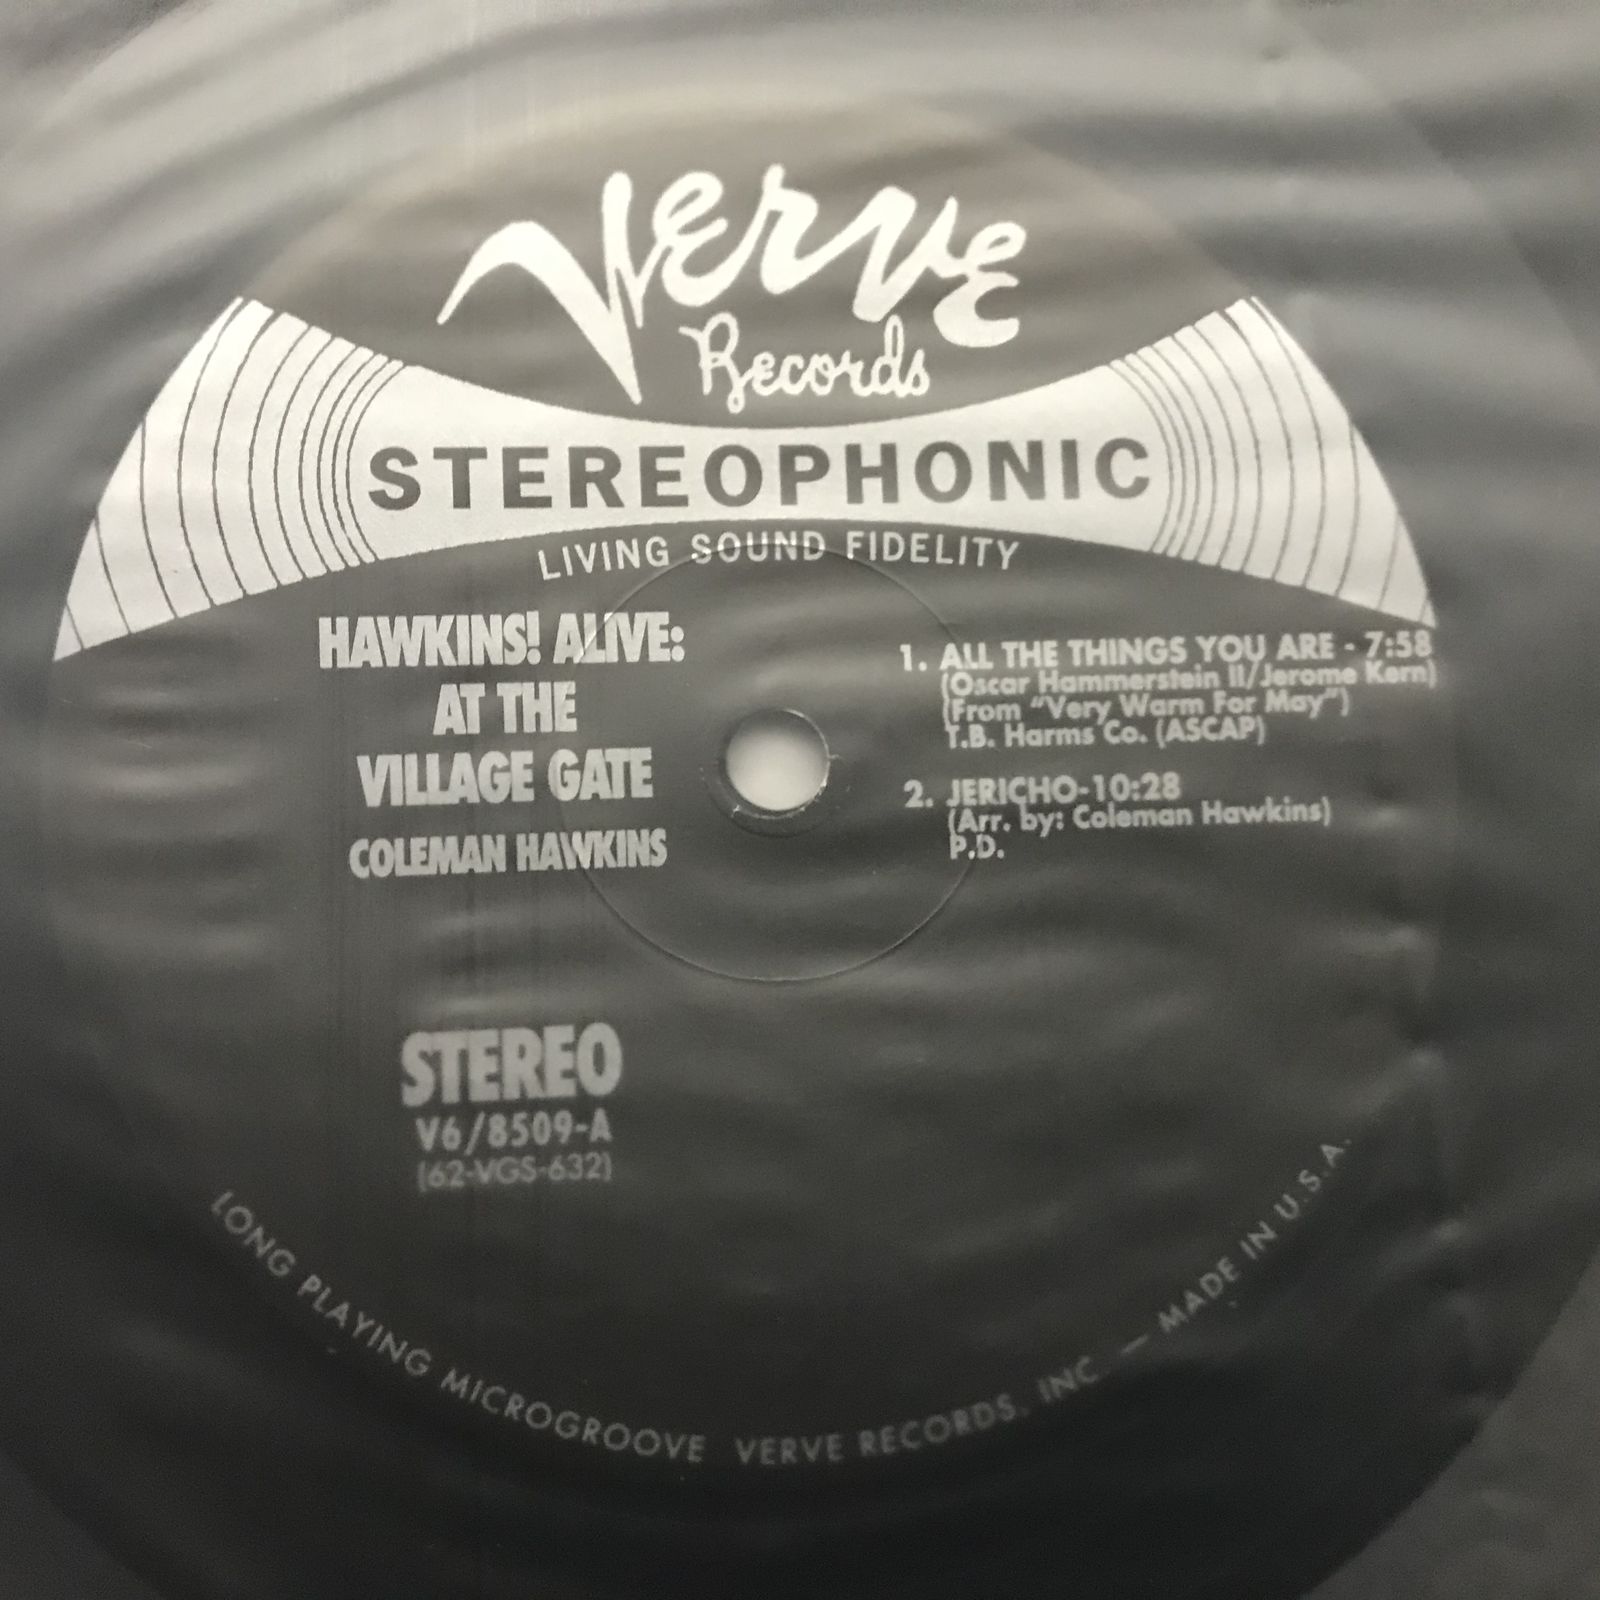 Verve
Records
STEREOPHONIC
LIVING SOUND FIDELITY
HAWKINS! ALIVE:
AT THE
VILLAGE GATE
COLEMAN HAWKINS
1. ALL THE THINGS YOU ARE - 7:58
(Oscar Hammerstein II/Jerome Kern)
(From "Very Warm For May")
T.B. Harms Co. (ASCAP)
2. JERICHO-10:28
(Arr. by: Coleman Hawkins)
P.D.
STEREO
V6/8509-A
(62-VGS-632)
LONG PLAYING MICROGROOVE VERVE RECORDS, INC — MADE IN U.S.A.